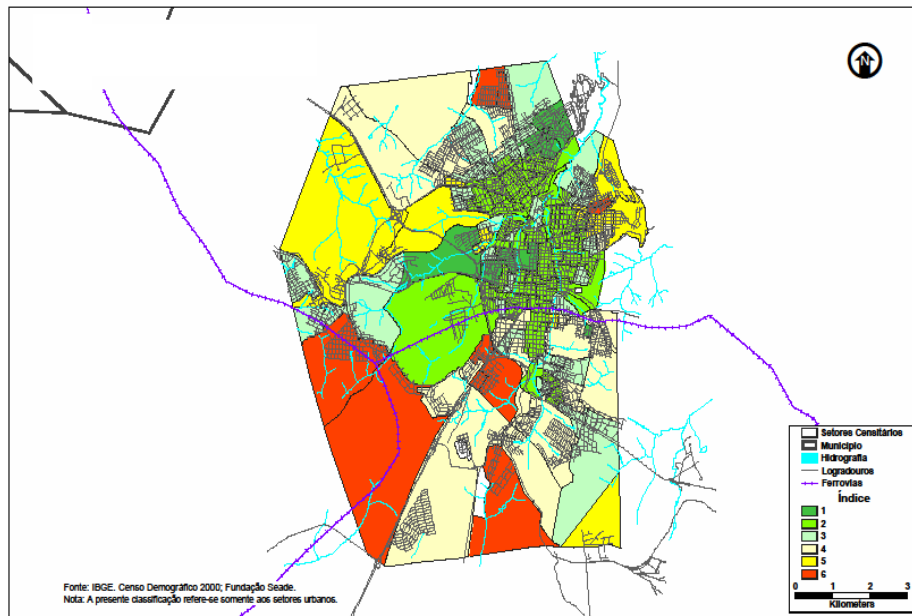 N
Setores Censitários
Município
Hidrografia
Logradouros
Ferrovias
Índice
1
2
3
4
5
6
0 1 2 3
Kilometers
Fonte: IBGE. Censo Demográfico 2000; Fundação Seade.
Nota: A presente classificação refere-se somente aos setores urbanos.